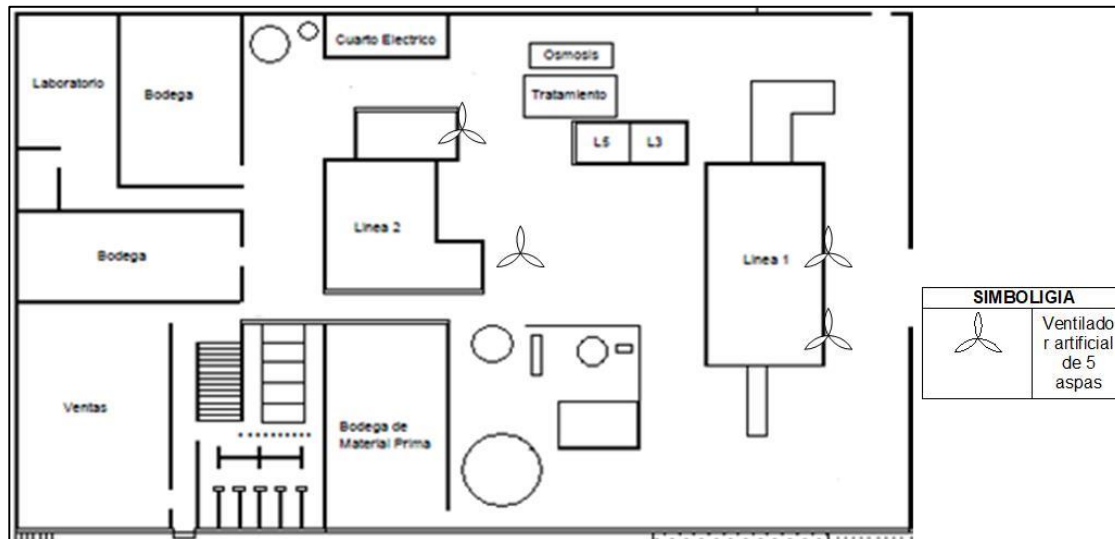 Cuarto Electrico
Osmosis
Laboratorio
Bodega
Tratamiento
L5
L3
Linea 2
Bodega
Linea 1
SIMBOLIGIA
Ventilado
r artificial
de 5
aspas
Ventas
Bodega de
Material Prima